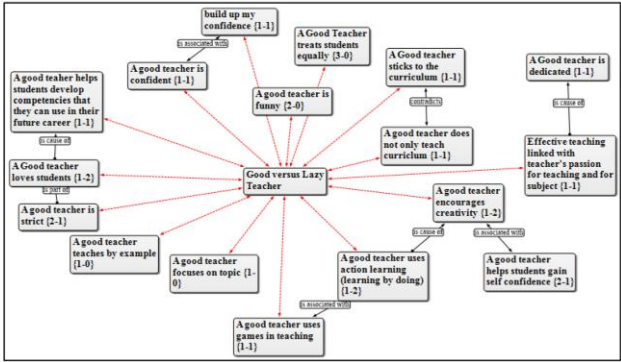 build up my
confidence {1-1}
is associated with
A Good Teacher
treats students
equally {3-0}
A Good teacher
sticks to the
curriculum {1-1}
A good teacher is
dedicated {1-1}
A good teacher is
confident {1-1}
A good teaher helps
students develop
competencies that
they can use in their
future career
{1-1}
A good teacher is
funny {2-0}
contradicts
is cause of
A good teacher does
not only teach
curriculum {1-1}
Effective teaching
linked with
teacher's passion
for teaching and for
subject {1-1}
is cause of
A Good teacher
loves students {1-2}
Good versus Lazy
Teacher
is part of
A good teacher is
strict {2-1}
A good teacher
encourages
creativity {1-2}
A good teacher
teaches by example
{1-0}
is cause of
is associated with
A good teacher
focuses on topic {1-
0}
A good teacher uses
action learning
(learning by doing)
{1-2}
A good teacher
helps students gain
self confidence {2-1}
is associated with
A good teacher uses
games in teaching
{1-1}